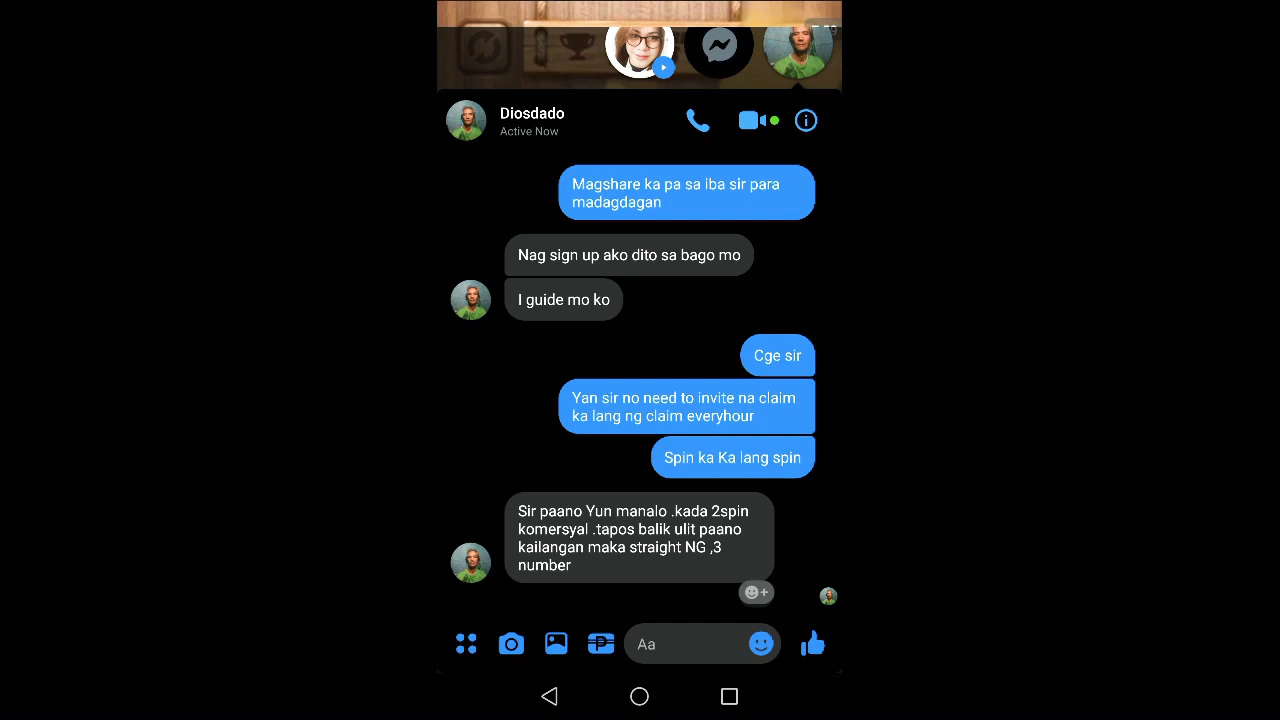 Diosdado
Active Now
Magshare ka pa sa iba sir para
madagdagan
Nag sign up ako dito sa bago mo
I guide mo ko
Cge sir
Yan sir no need to invite na claim
ka lang ng claim everyhour
Spin ka Ka lang spin
Sir paano Yun manalo .kada 2spin
komersyal .tapos balik ulit paano
kailangan maka straight NG ,3
number
Aa